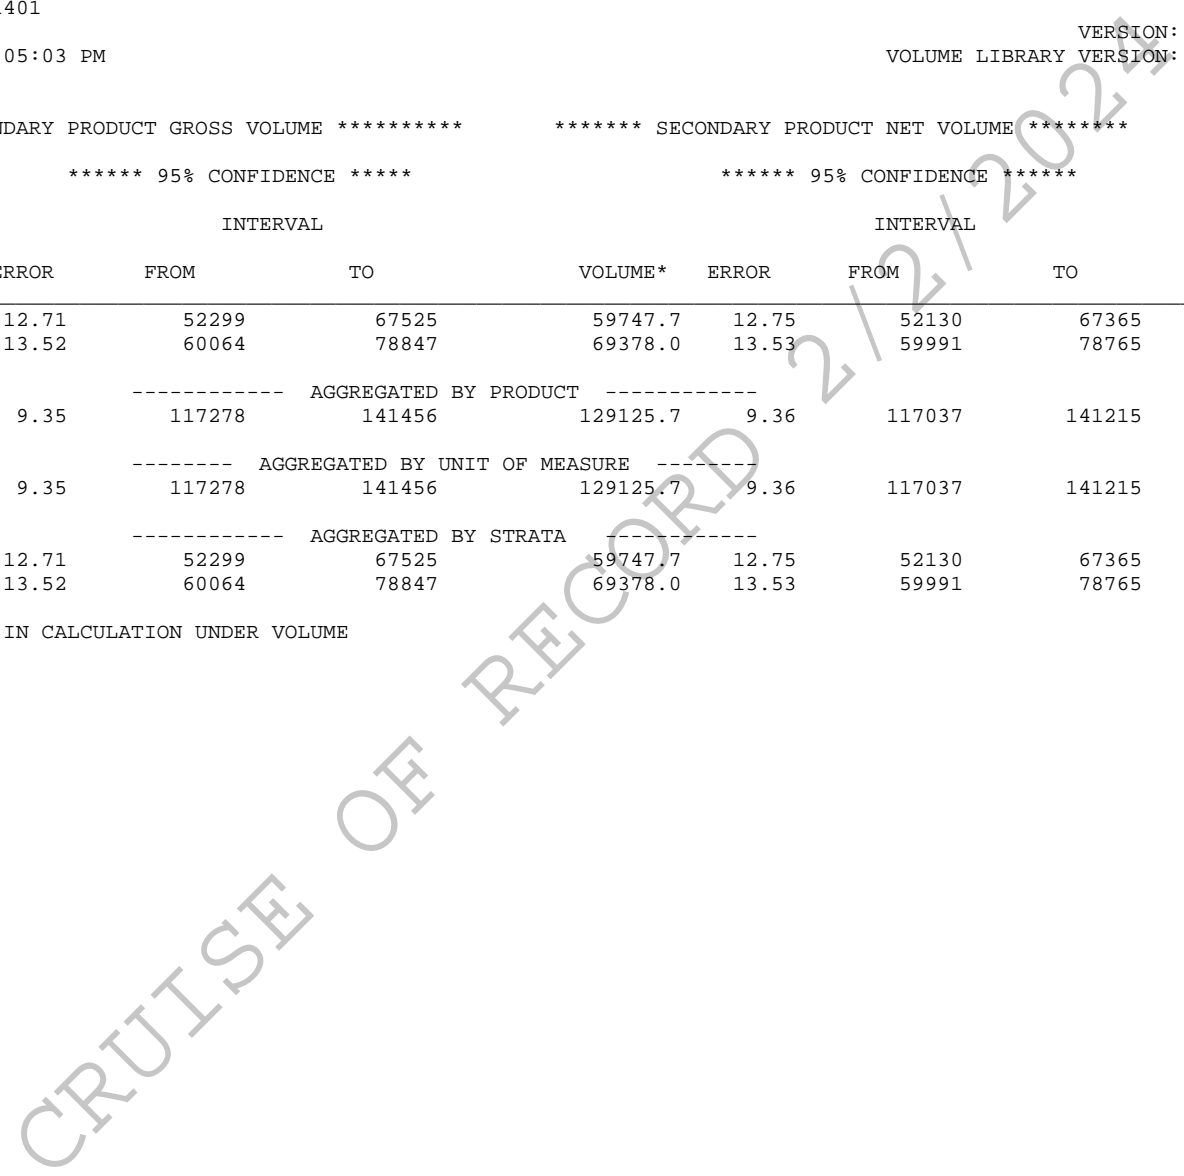 401
VERSION:
05:03 PM VOLUME LIBRARY VERSION:
NDARY PRODUCT GROSS VOLUME ********** ******* SECONDARY PRODUCT NET VOLUME ********
****** 95% CONFIDENCE ***** ****** 95% CONFIDENCE ******
INTERVAL INTERVAL
ERROR FROM TO VOLUME* ERROR FROM TO
12.71 52299 67525 59747.7 12.75 52130 67365
13.52 60064 78847 69378.0 13.53 59991 78765
------------ AGGREGATED BY PRODUCT ------------
9.35 117278 141456 129125.7 9.36 117037 141215
-------- AGGREGATED BY UNIT OF MEASURE --------
9.35 117278 141456 129125.7 9.36 117037 141215
------------ AGGREGATED BY STRATA ------------
12.71 52299 67525 59747.7 12.75 52130 67365
13.52 60064 78847 69378.0 13.53 59991 78765
IN CALCULATION UNDER VOLUME
CRUISE OF RECORD 2/2/2024